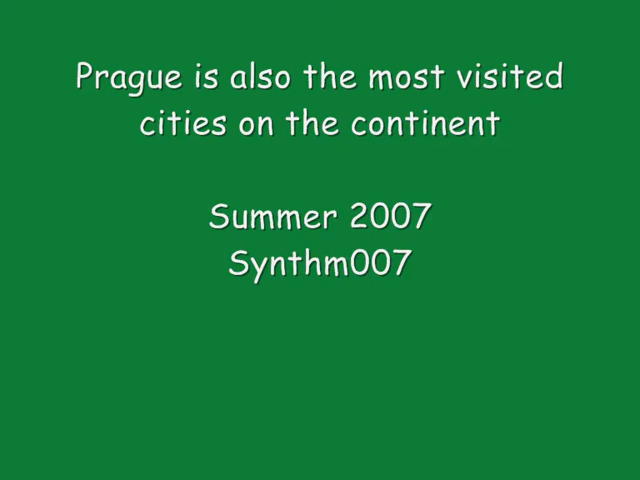 Prague is also the most visited
cities on the continent
Summer 2007
Synthm007